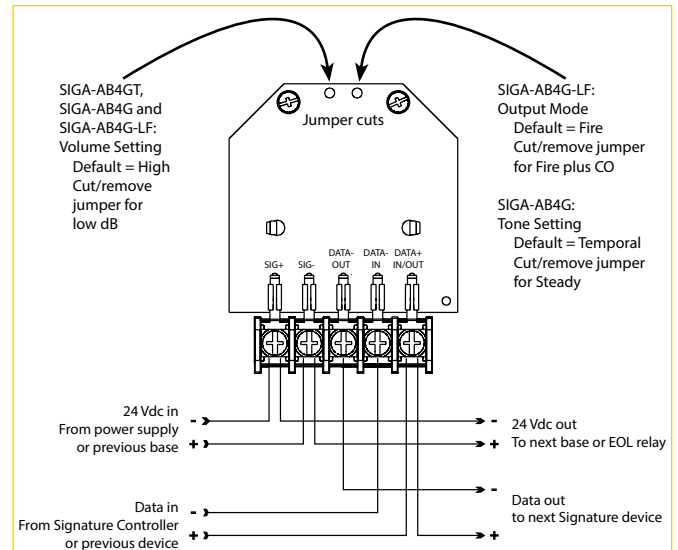 SIGA-AB4GT,
SIGA-AB4G and
SIGA-AB4G-LF:
Volume Setting
Default = High
Cut/remove
jumper for
low dB
Jumper cuts
SIGA-AB4G-LF:
Output Mode
Default = Fire
Cut/remove jumper
for Fire plus CO
SIGA-AB4G:
Tone Setting
Default = Temporal
Cut/remove jumper
for Steady
SIG+
SIG-
DATA-
OUT
DATA-
IN
DATA+
IN/OUT
24 Vdc in
From power supply
or previous base
-
+
-
+
24 Vdc out
To next base or EOL relay
Data in
From Signature Controller
or previous device
-
+
-
+
Data out
to next Signature device